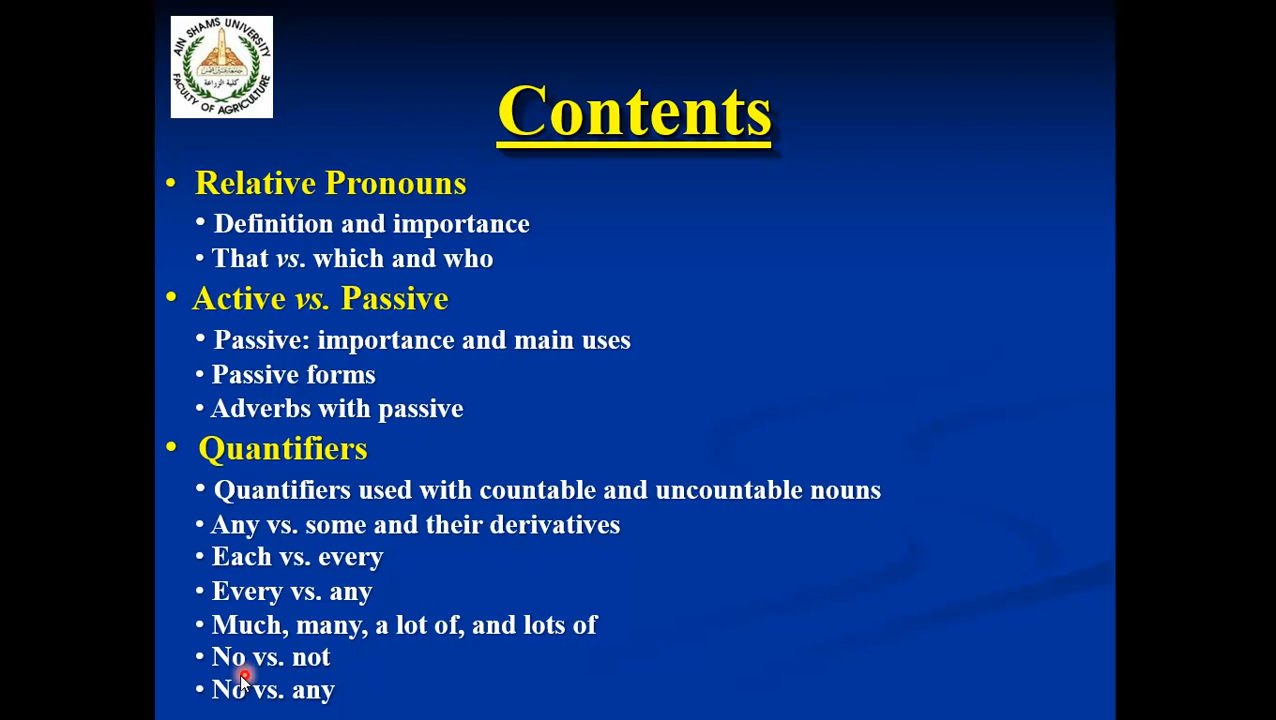 AIN SHAMS UNIVERSITY
كلية الزراعة
FACULTY OF AGRICULTURE
Contents
• Relative Pronouns
• Definition and importance
• That vs. which and who
• Active vs. Passive
• Passive: importance and main uses
• Passive forms
• Adverbs with passive
• Quantifiers
• Quantifiers used with countable and uncountable nouns
• Any vs. some and their derivatives
• Each vs. every
• Every vs. any
• Much, many, a lot of, and lots of
• No vs. not
• No vs. any